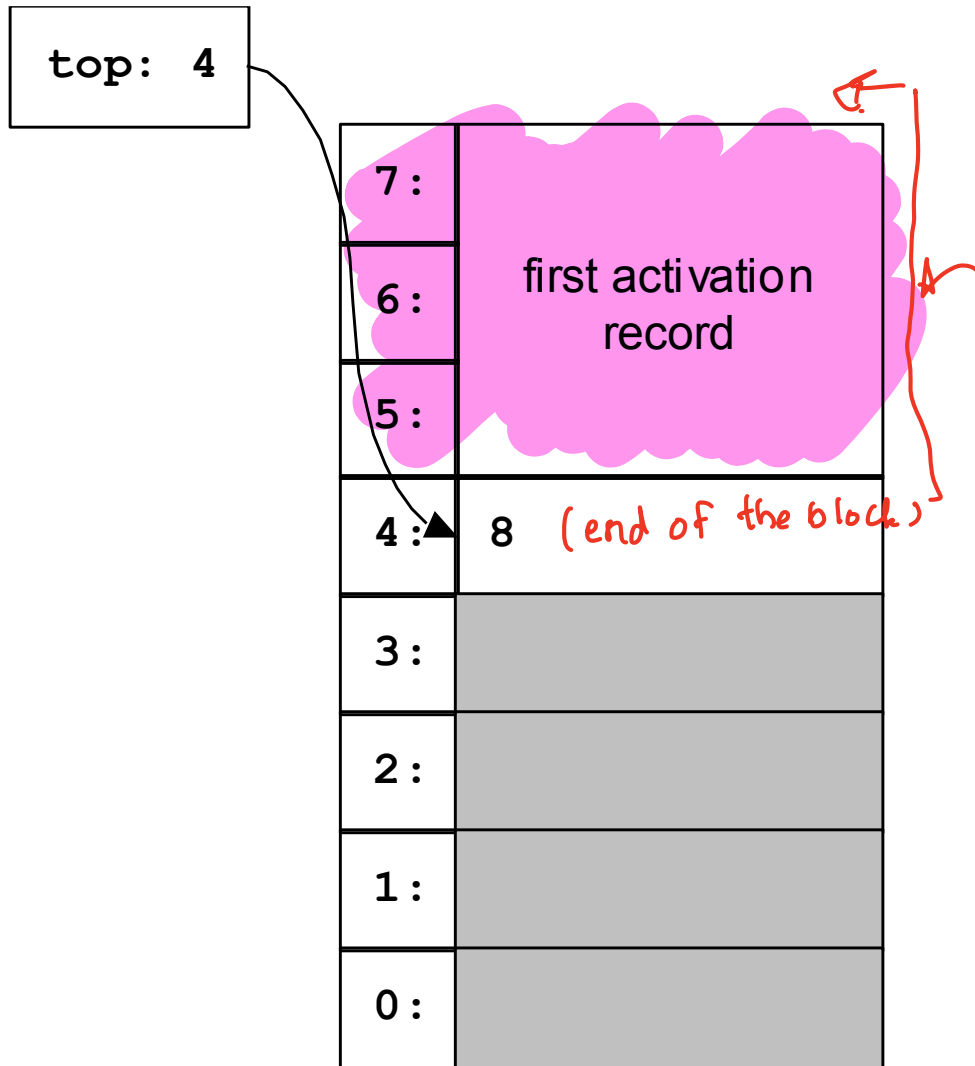 top: 4
7:
first activation
record
6:
5:
4: 8 (end of the block)
3:
2:
1:
0: